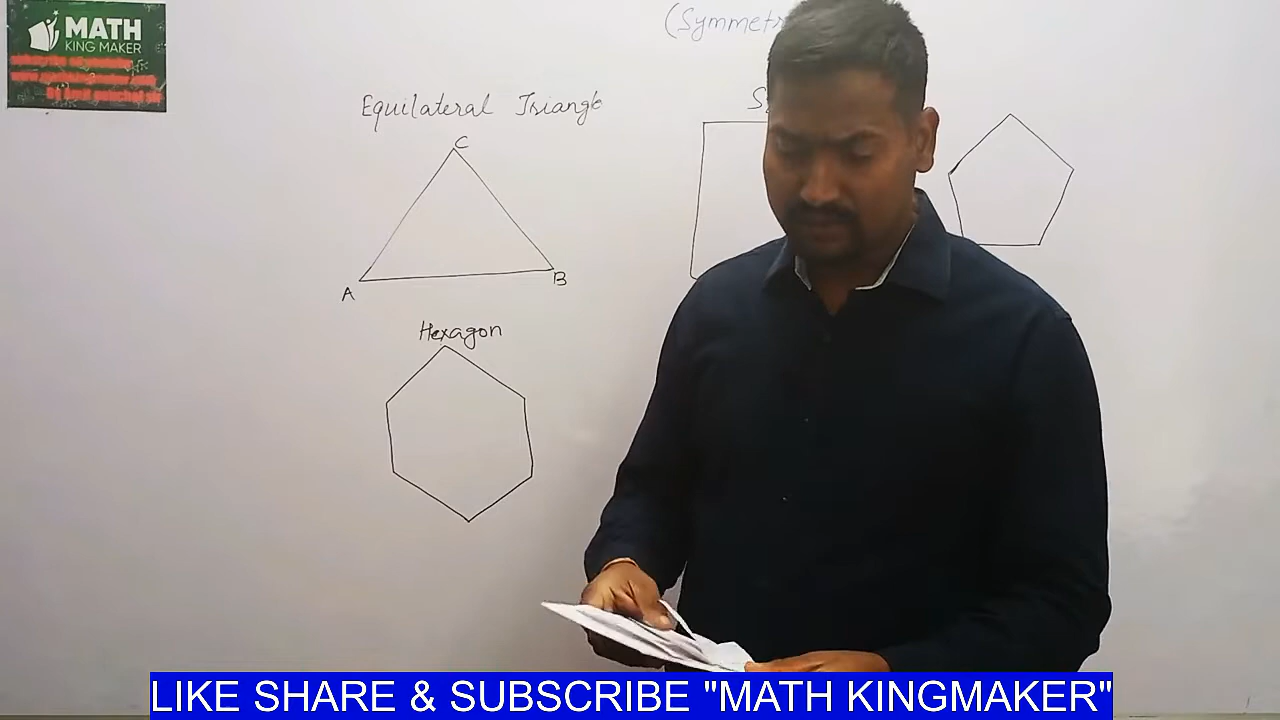 MATH
KING MAKER
(Symmetr
Equilateral Triangle
C
A
B
Hexagon
LIKE SHARE & SUBSCRIBE "MATH KINGMAKER"